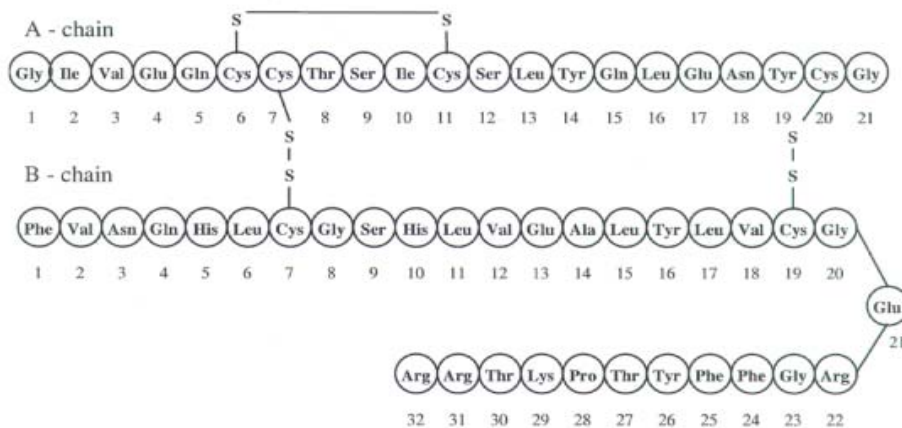 A - chain
S S
Gly Ile Val Glu Gln Cys Cys Thr Ser Ile Cys Ser Leu Tyr Gln Leu Glu Asn Tyr Cys Gly
1 2 3 4 5 6 7 8 9 10 11 12 13 14 15 16 17 18 19 20 21
S S
B - chain
S S
Phe Val Asn Gln His Leu Cys Gly Ser His Leu Val Glu Ala Leu Tyr Leu Val Cys Gly
1 2 3 4 5 6 7 8 9 10 11 12 13 14 15 16 17 18 19 20
Glu
21
Arg Arg Thr Lys Pro Thr Tyr Phe Phe Gly Arg
32 31 30 29 28 27 26 25 24 23 22